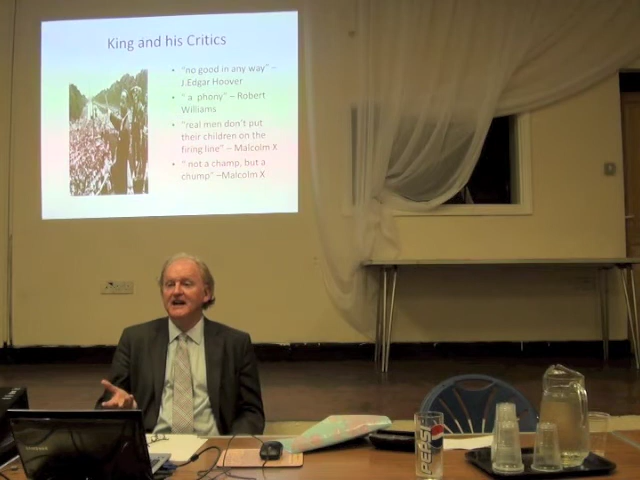 King and his Critics
• "no good in any way" –
J.Edgar Hoover
• " a phony" – Robert
Williams
• "real men don't put
their children on the
firing line" – Malcolm X
• " not a champ, but a
chump" –Malcolm X
PEPSI
SAMSUNG